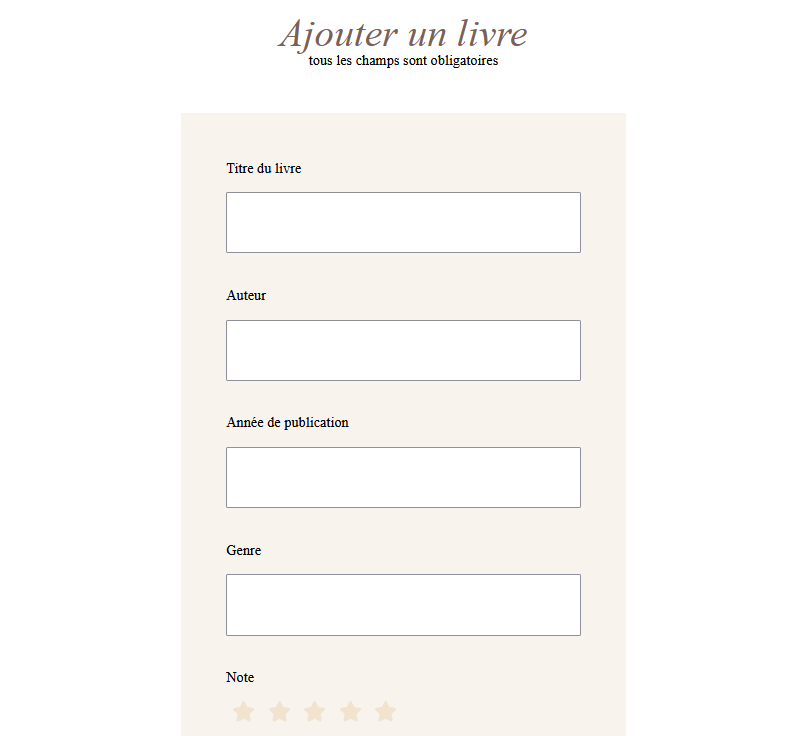 Ajouter un livre
tous les champs sont obligatoires
Titre du livre
Auteur
Année de publication
Genre
Note